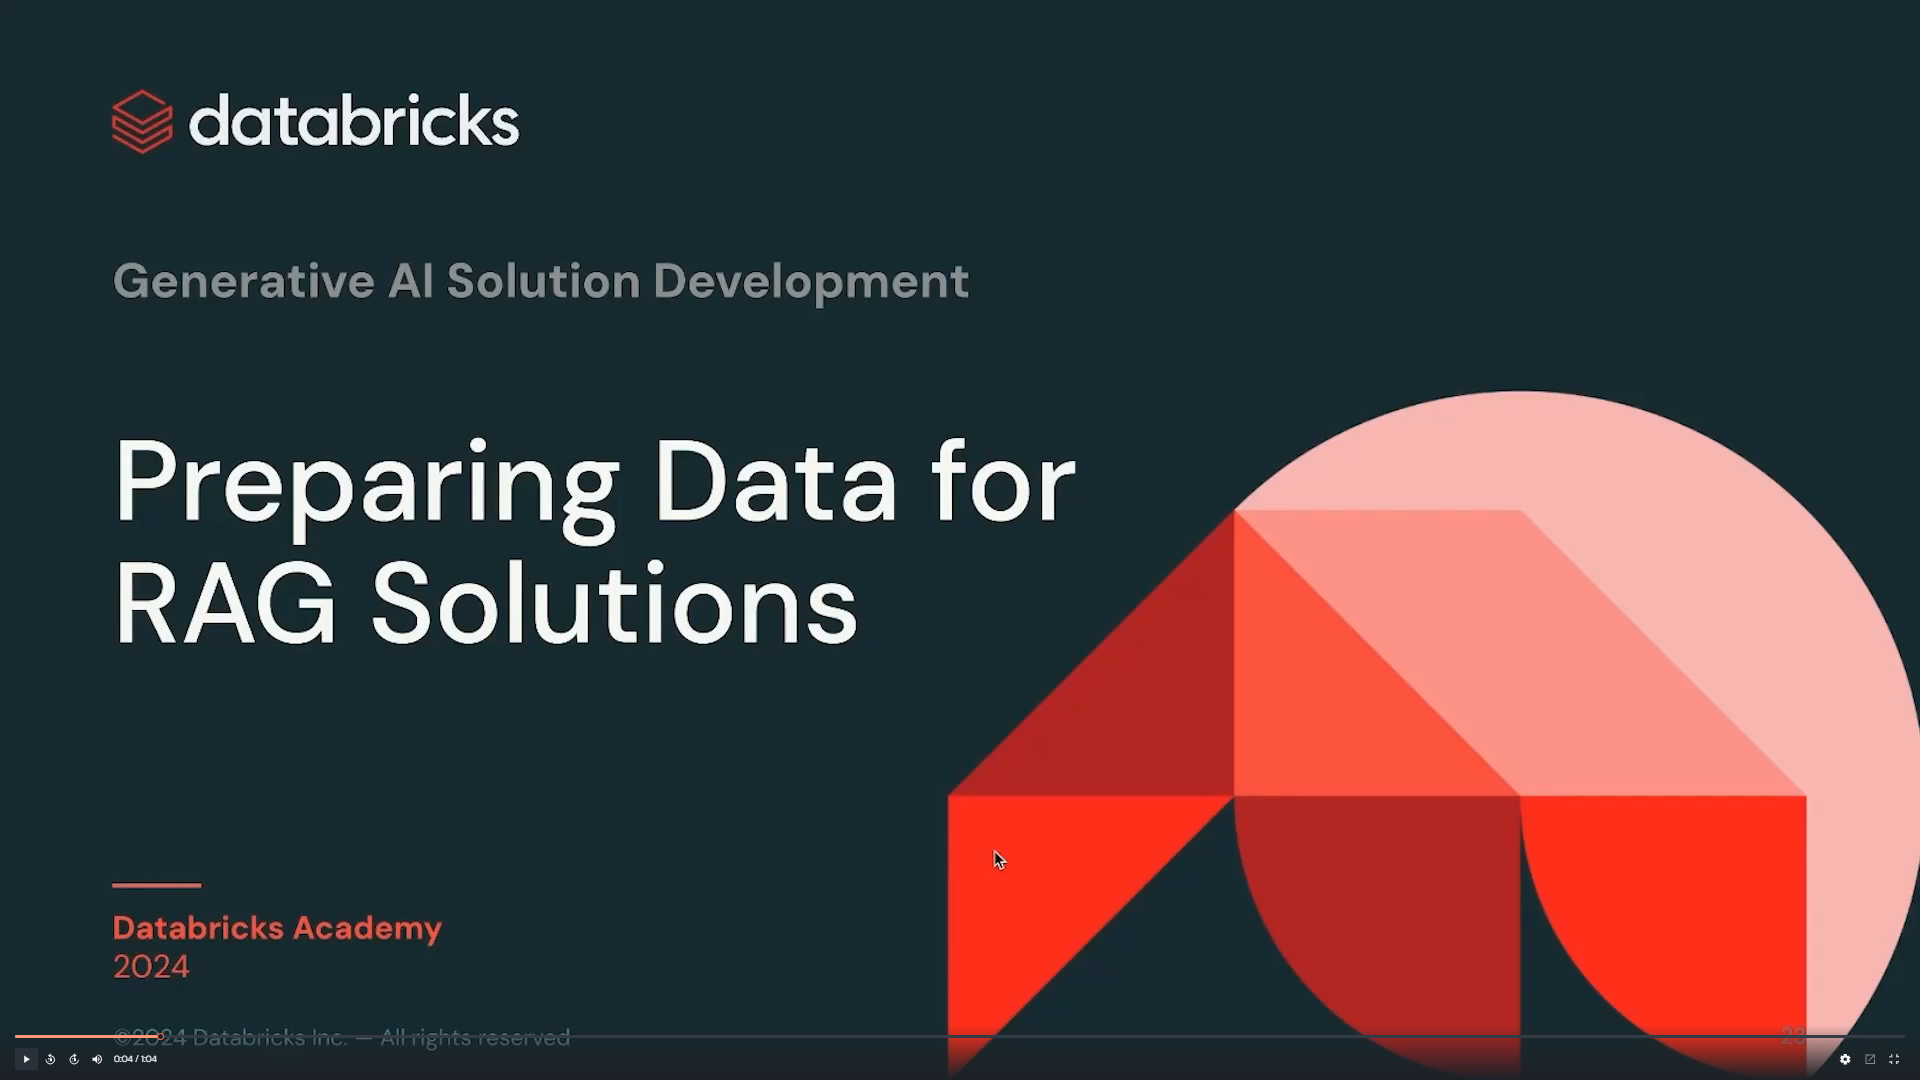 databricks
Generative AI Solution Development
Preparing Data for
RAG Solutions
Databricks Academy
2024
©2024 Databricks Inc. — All rights reserved
23
0:04 / 1:04